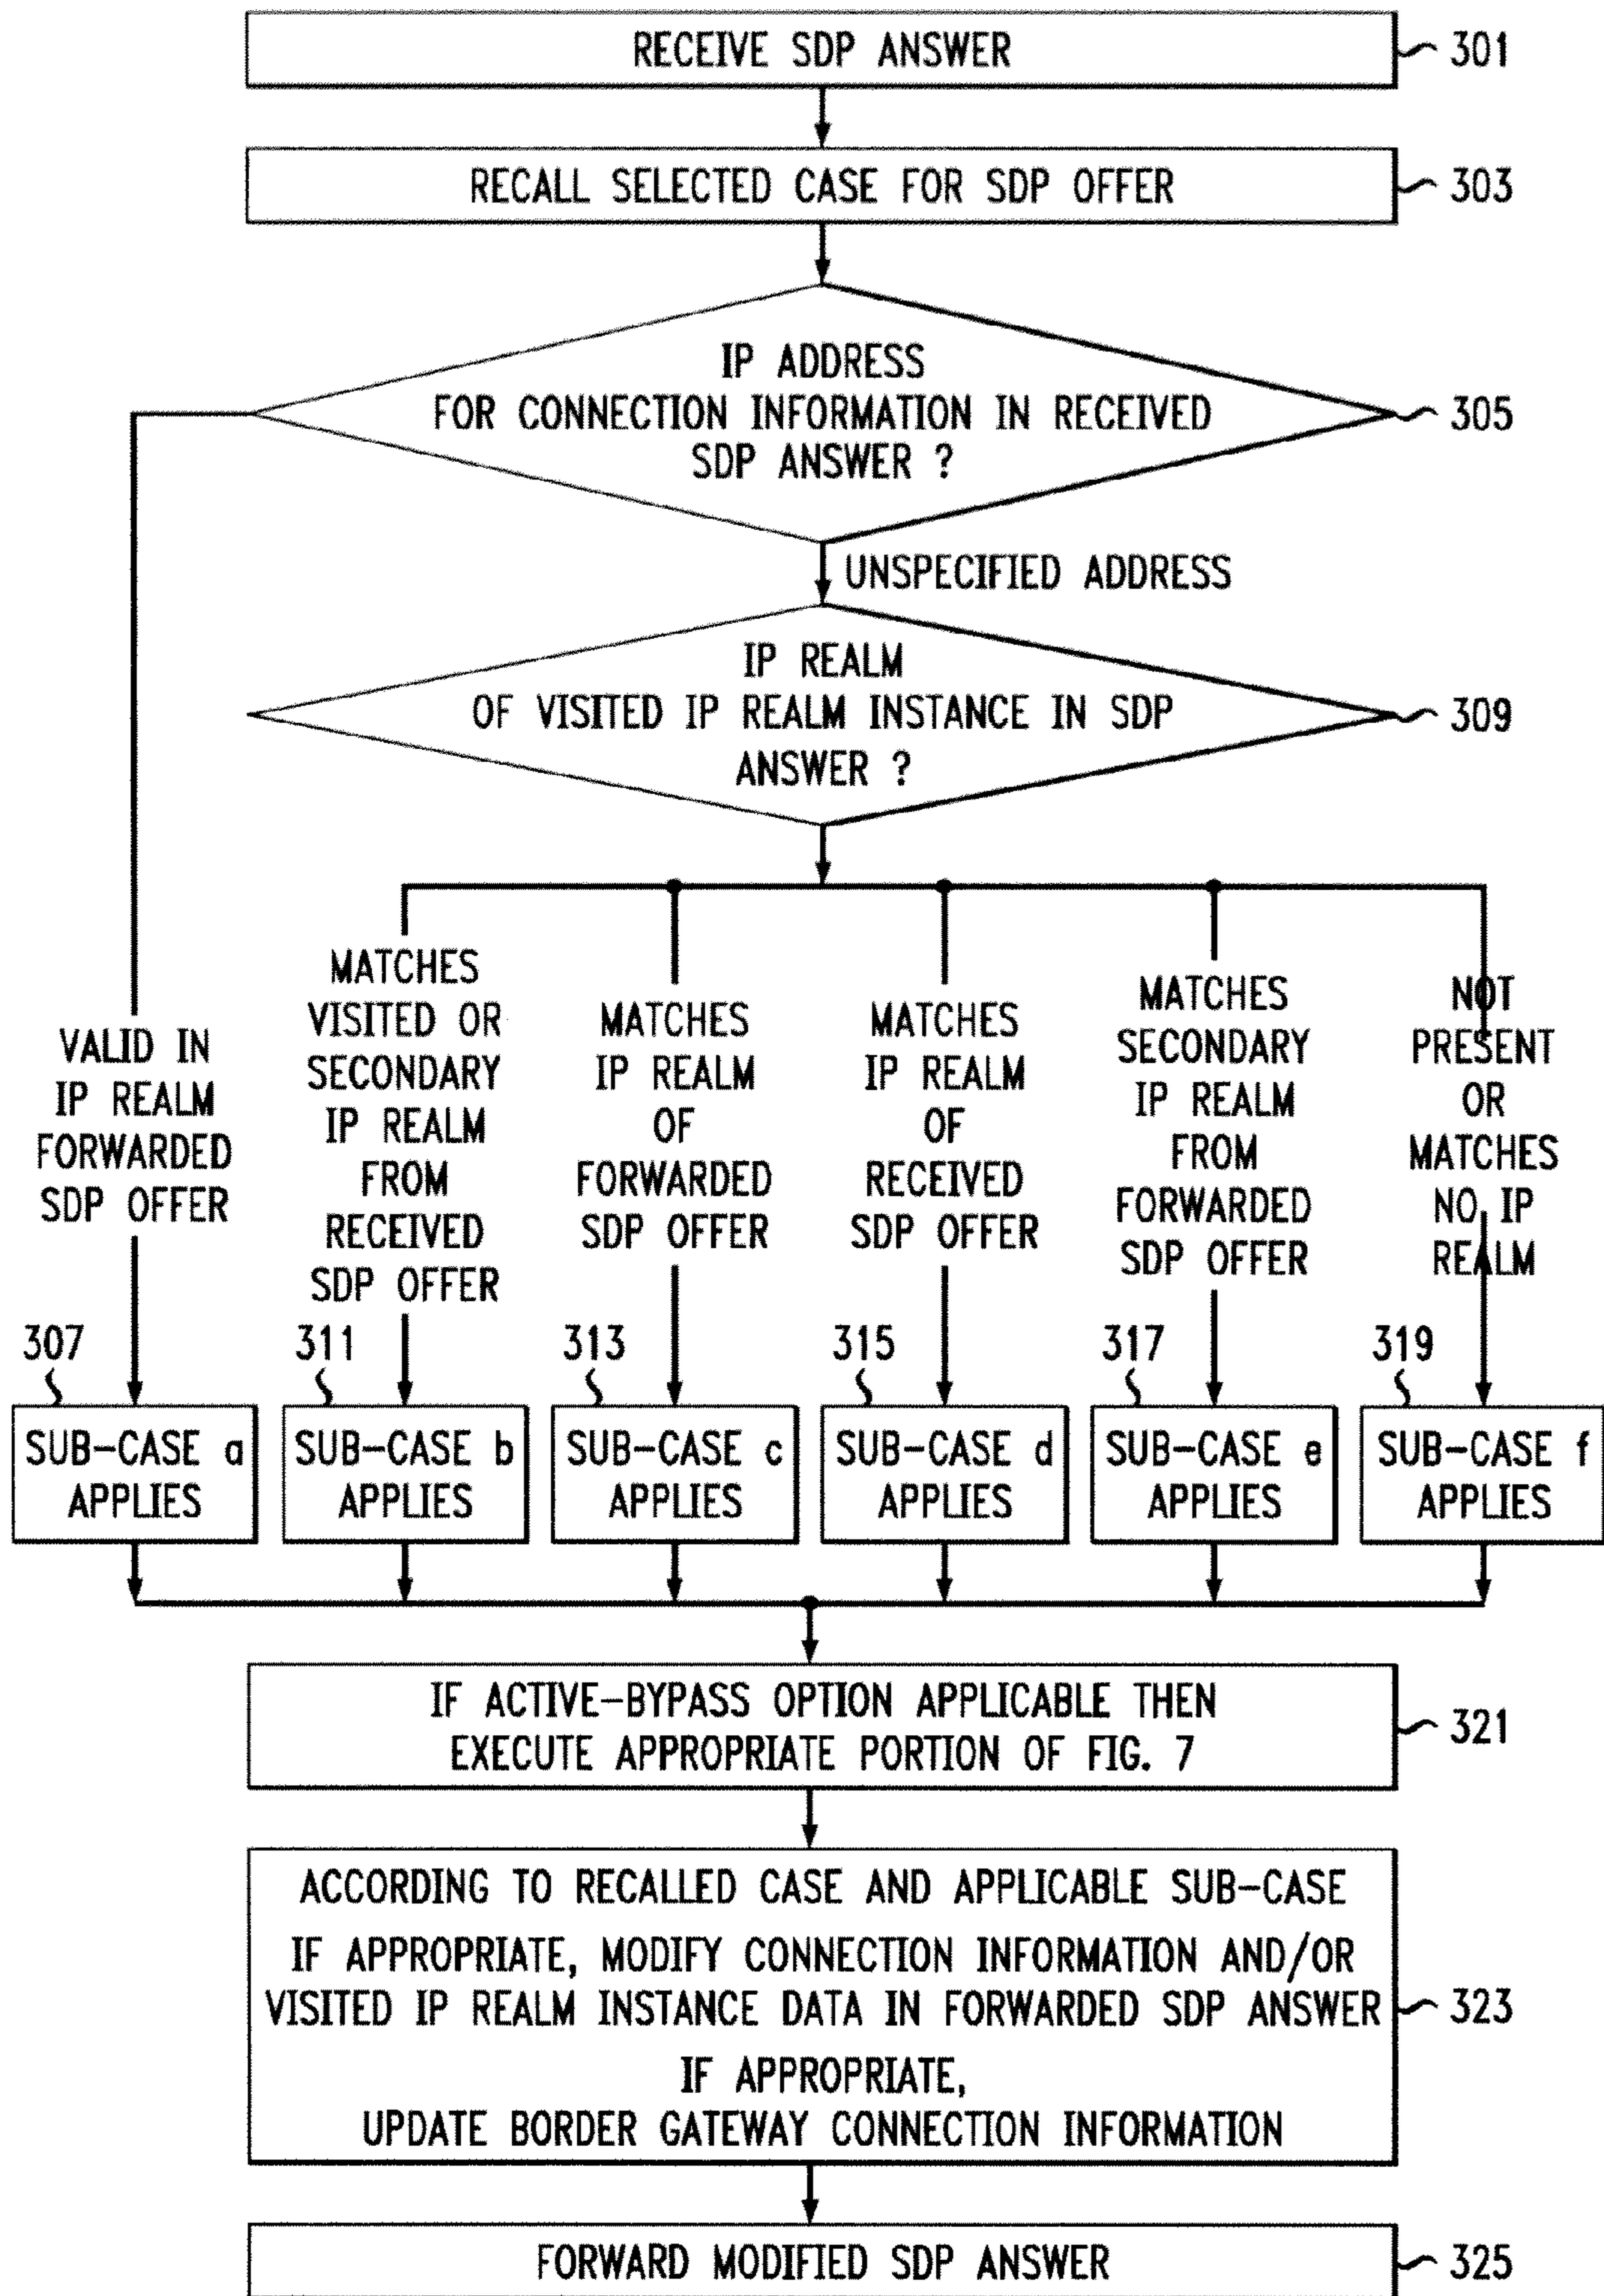 RECEIVE SDP ANSWER
301
RECALL SELECTED CASE FOR SDP OFFER
303
IP ADDRESS
FOR CONNECTION INFORMATION IN RECEIVED
SDP ANSWER ?
305
UNSPECIFIED ADDRESS
IP REALM
OF VISITED IP REALM INSTANCE IN SDP
ANSWER ?
309
VALID IN
IP REALM
FORWARDED
SDP OFFER
MATCHES
VISITED OR
SECONDARY
IP REALM
FROM
RECEIVED
SDP OFFER
MATCHES
IP REALM
OF
FORWARDED
SDP OFFER
MATCHES
IP REALM
OF
RECEIVED
SDP OFFER
MATCHES
SECONDARY
IP REALM
FROM
FORWARDED
SDP OFFER
NOT
PRESENT
OR
MATCHES
NO IP
REALM
307
SUB-CASE a
APPLIES
311
SUB-CASE b
APPLIES
313
SUB-CASE c
APPLIES
315
SUB-CASE d
APPLIES
317
SUB-CASE e
APPLIES
319
SUB-CASE f
APPLIES
IF ACTIVE-BYPASS OPTION APPLICABLE THEN
EXECUTE APPROPRIATE PORTION OF FIG. 7
321
ACCORDING TO RECALLED CASE AND APPLICABLE SUB-CASE
IF APPROPRIATE, MODIFY CONNECTION INFORMATION AND/OR
VISITED IP REALM INSTANCE DATA IN FORWARDED SDP ANSWER
IF APPROPRIATE,
UPDATE BORDER GATEWAY CONNECTION INFORMATION
323
FORWARD MODIFIED SDP ANSWER
325